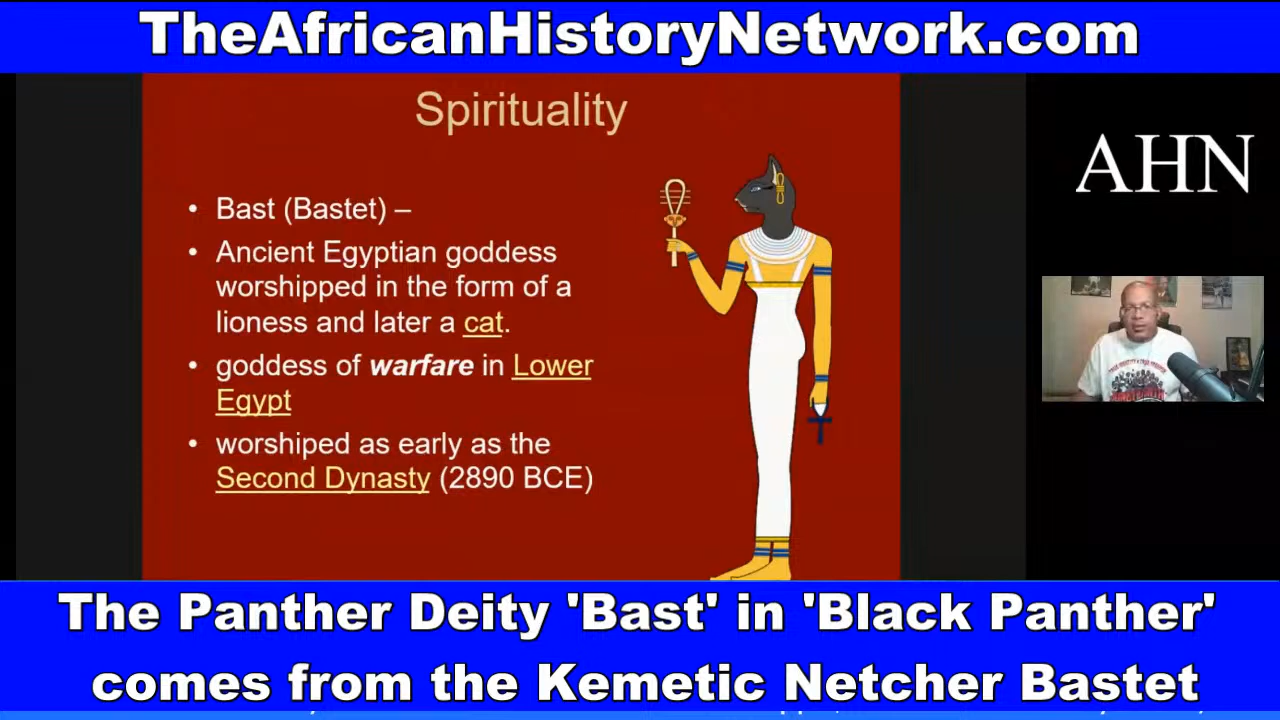 TheAfricanHistoryNetwork.com
Spirituality
• Bast (Bastet) –
• Ancient Egyptian goddess
worshipped in the form of a
lioness and later a cat.
• goddess of warfare in Lower
Egypt
• worshiped as early as the
Second Dynasty (2890 BCE)
AHN
The Panther Deity 'Bast' in 'Black Panther'
comes from the Kemetic Netcher Bastet